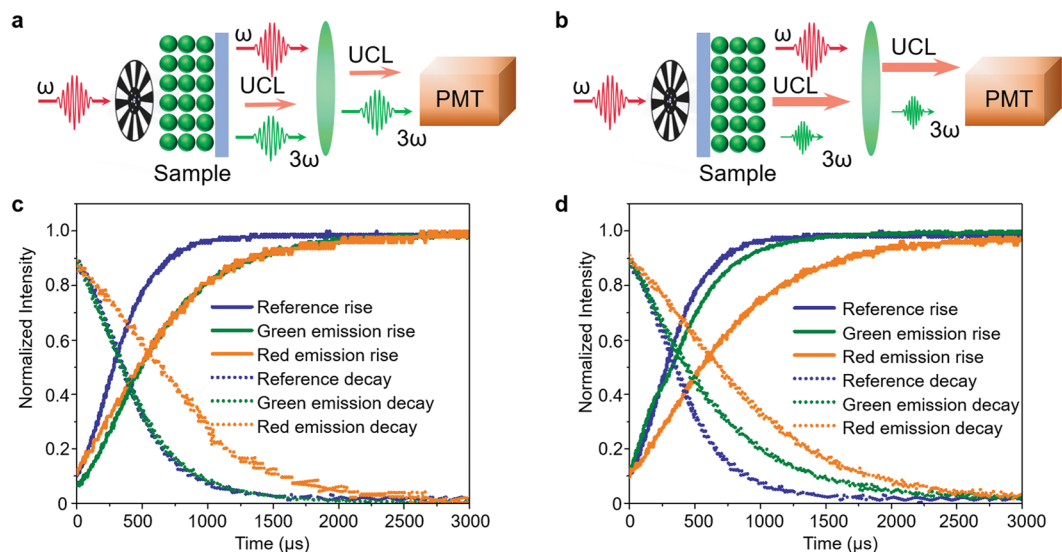 a
ω
ω
UCL
3ω
UCL
3ω
PMT
Sample
b
ω
ω
UCL
3ω
UCL
3ω
PMT
Sample
c
Normalized Intensity
1.0
0.8
0.6
0.4
0.2
0
Reference rise
Green emission rise
Red emission rise
Reference decay
Green emission decay
Red emission decay
0 500 1000 1500 2000 2500 3000
Time (µs)
d
Normalized Intensity
1.0
0.8
0.6
0.4
0.2
0
Reference rise
Green emission rise
Red emission rise
Reference decay
Green emission decay
Red emission decay
0 500 1000 1500 2000 2500 3000
Time (µs)